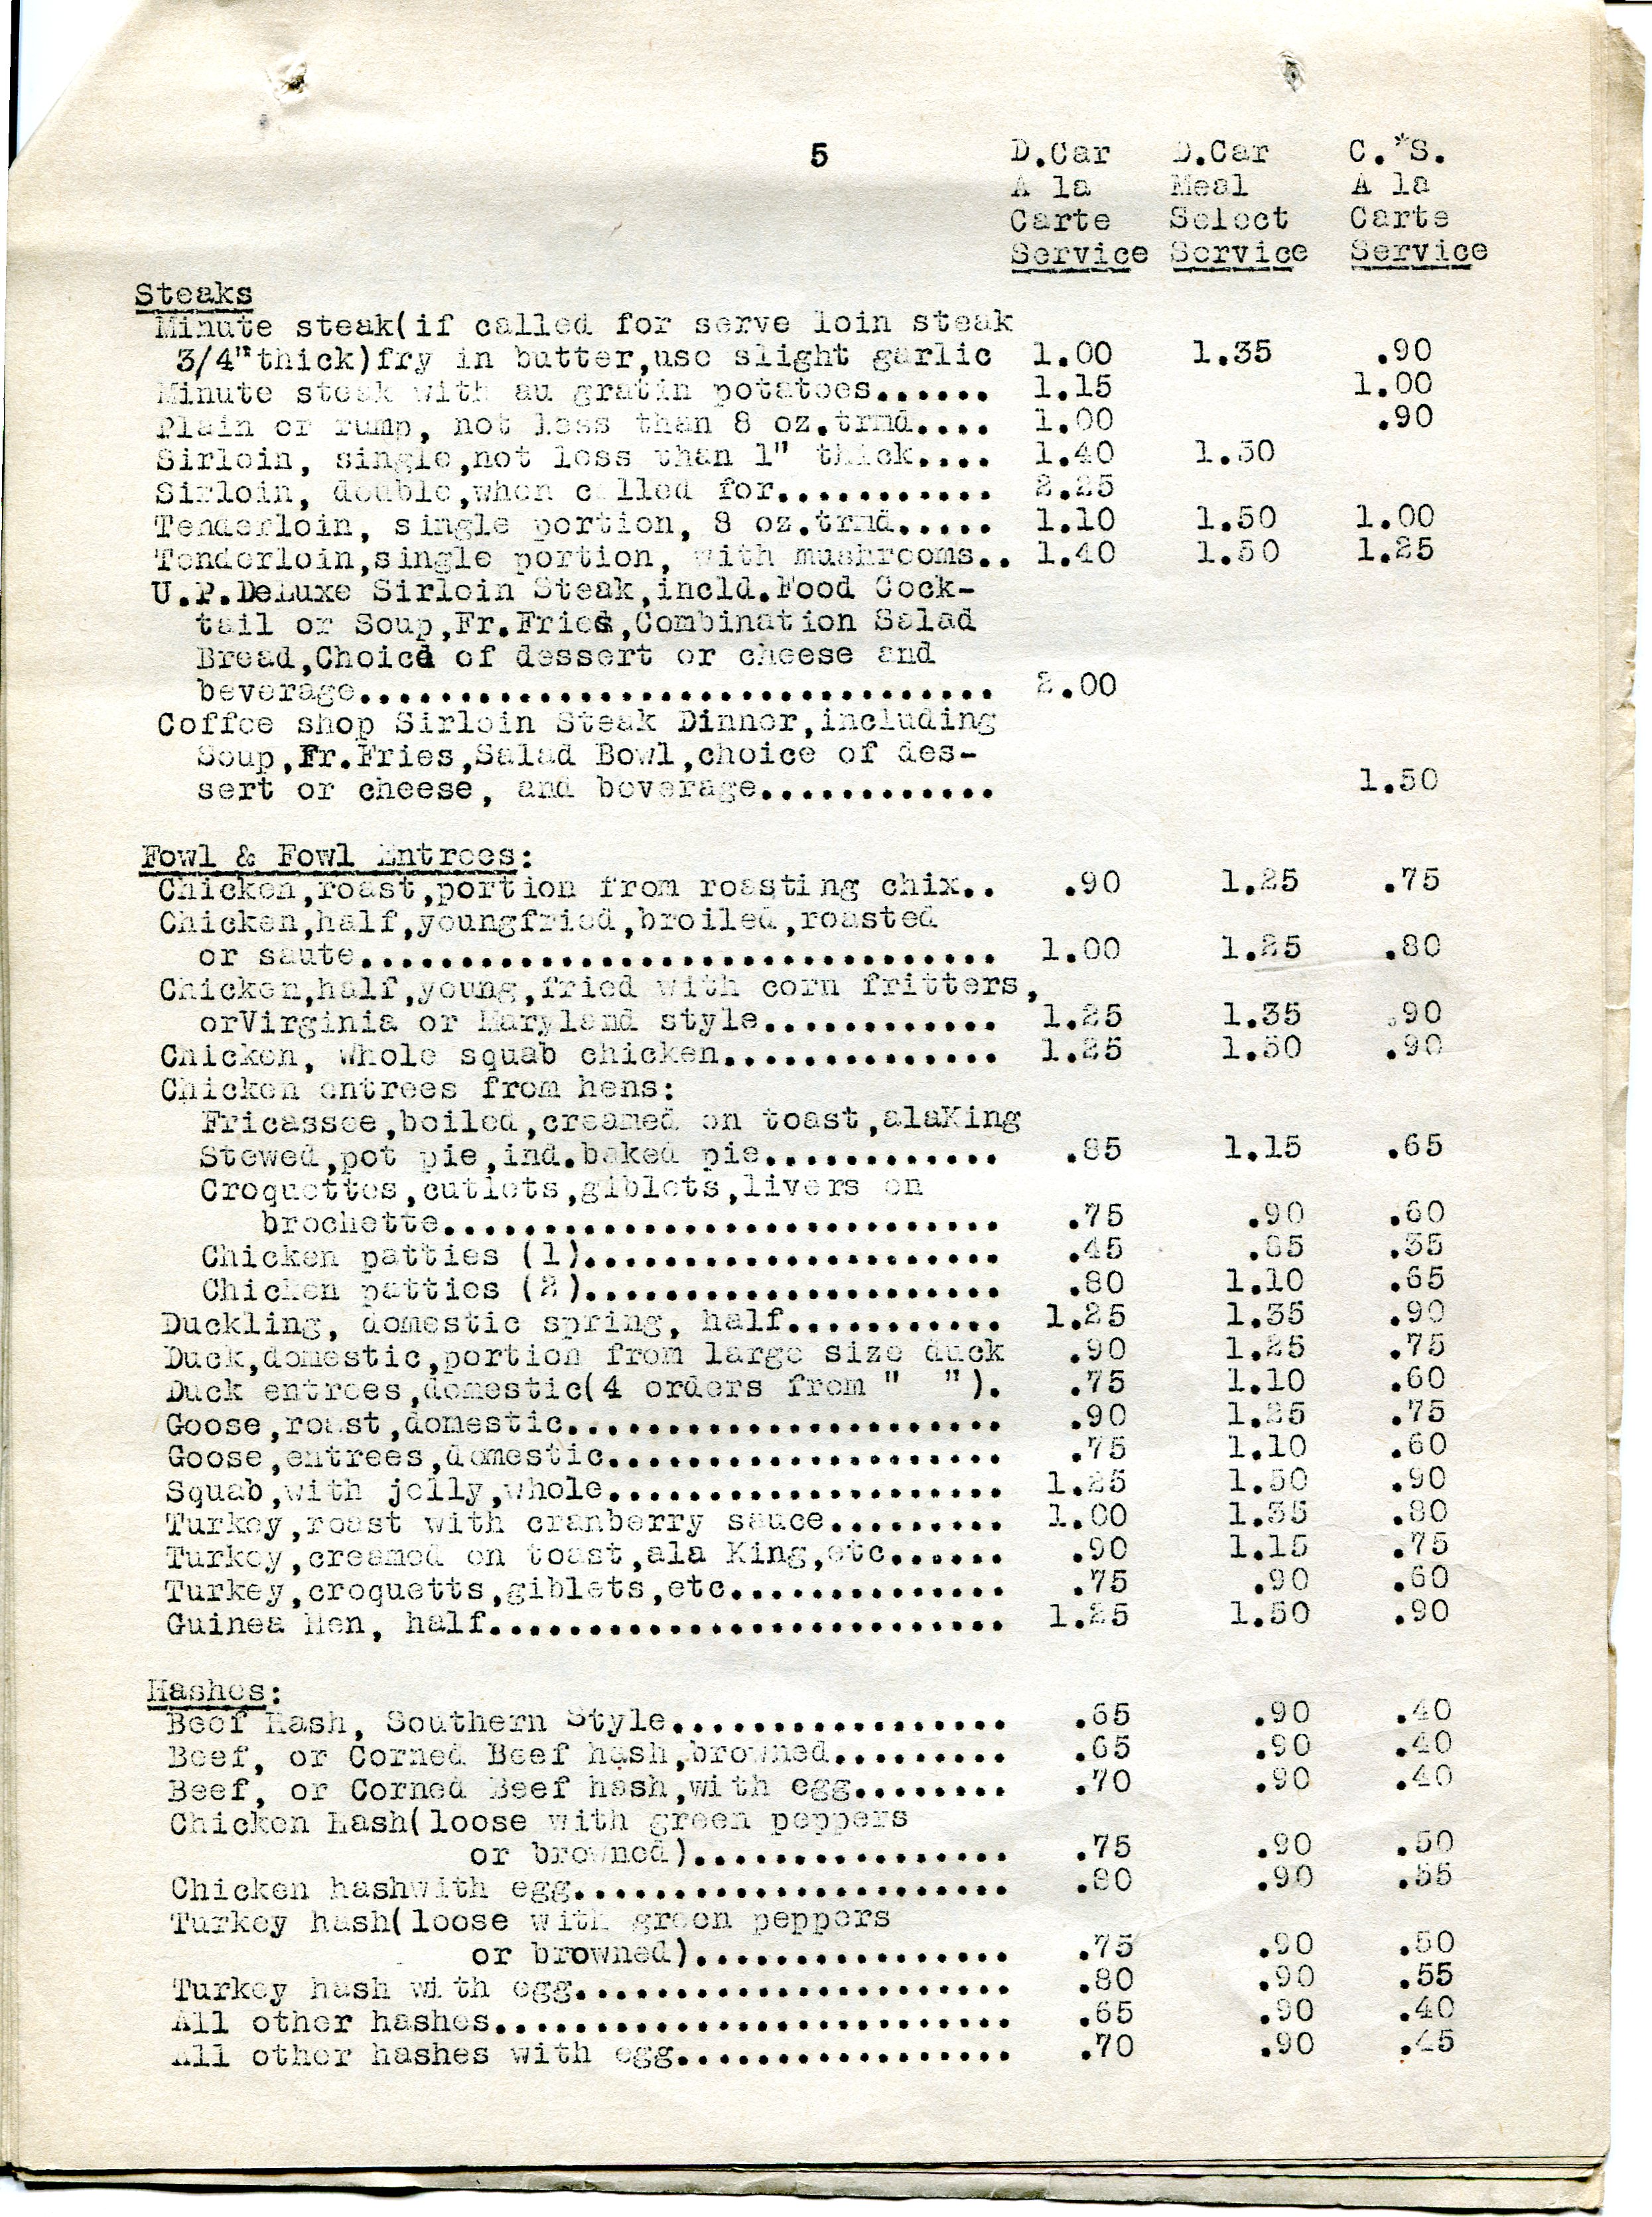 5 D.Car D.Car C.*S.
A la Meal A la
Carte Select Carte
Service Service Service
Steaks
Minute steak(if called for serve loin steak
3/4"thick)fry in butter,use slight garlic 1.00 1.35 .90
Minute steak with au gratin potatoes...... 1.15 1.00
Plain or rump, not less than 8 oz.trmd.... 1.00 .90
Sirloin, single,not less than 1" thick.... 1.40 1.50
Sirloin, double,when called for........... 2.25
Tenderloin, single portion, 8 oz.trmd..... 1.10 1.50 1.00
Tenderloin,single portion, with mushrooms.. 1.40 1.50 1.25
U.P.DeLuxe Sirloin Steak,incld.Food Cock-
tail or Soup,Fr.Fries,Combination Salad
Bread,Choice of dessert or cheese and
beverage................................ 2.00
Coffee shop Sirloin Steak Dinner,including
Soup,Fr.Fries,Salad Bowl,choice of des-
sert or cheese, and beverage............ 1.50
Fowl & Fowl Entrees:
Chicken,roast,portion from roasting chix.. .90 1.25 .75
Chicken,half,youngfried,broiled,roasted
or saute................................ 1.00 1.25 .80
Chicken,half,young,fried with corn fritters,
orVirginia or Maryland style............ 1.25 1.35 .90
Chicken, whole squab chicken.............. 1.25 1.50 .90
Chicken entrees from hens:
Fricassee,boiled,creamed on toast,alaKing
Stewed,pot pie,ind.baked pie............ .85 1.15 .65
Croquettes,cutlets,giblets,livers on
brochette............................ .75 .90 .60
Chicken patties (1)..................... .45 .85 .35
Chicken patties (2)..................... .80 1.10 .65
Duckling, domestic spring, half........... 1.25 1.35 .90
Duck,domestic,portion from large size duck .90 1.25 .75
Duck entrees,domestic(4 orders from " "). .75 1.10 .60
Goose,roast,domestic...................... .90 1.25 .75
Goose,entrees,domestic.................... .75 1.10 .60
Squab,with jelly,whole.................... 1.25 1.50 .90
Turkey,roast with cranberry sauce......... 1.00 1.35 .80
Turkey,creamed on toast,ala King,etc...... .90 1.15 .75
Turkey,croquetts,giblets,etc.............. .75 .90 .60
Guinea Hen, half.......................... 1.25 1.50 .90
Hashes:
Beef Hash, Southern Style................. .65 .90 .40
Beef, or Corned Beef hash,browned......... .65 .90 .40
Beef, or Corned Beef hash,with egg........ .70 .90 .40
Chicken hash(loose with green peppers
or browned)................ .75 .90 .50
Chicken hashwith egg...................... .80 .90 .55
Turkey hash(loose with green peppers
or browned)................ .75 .90 .50
Turkey hash with egg...................... .80 .90 .55
All other hashes.......................... .65 .90 .40
All other hashes with egg................. .70 .90 .45